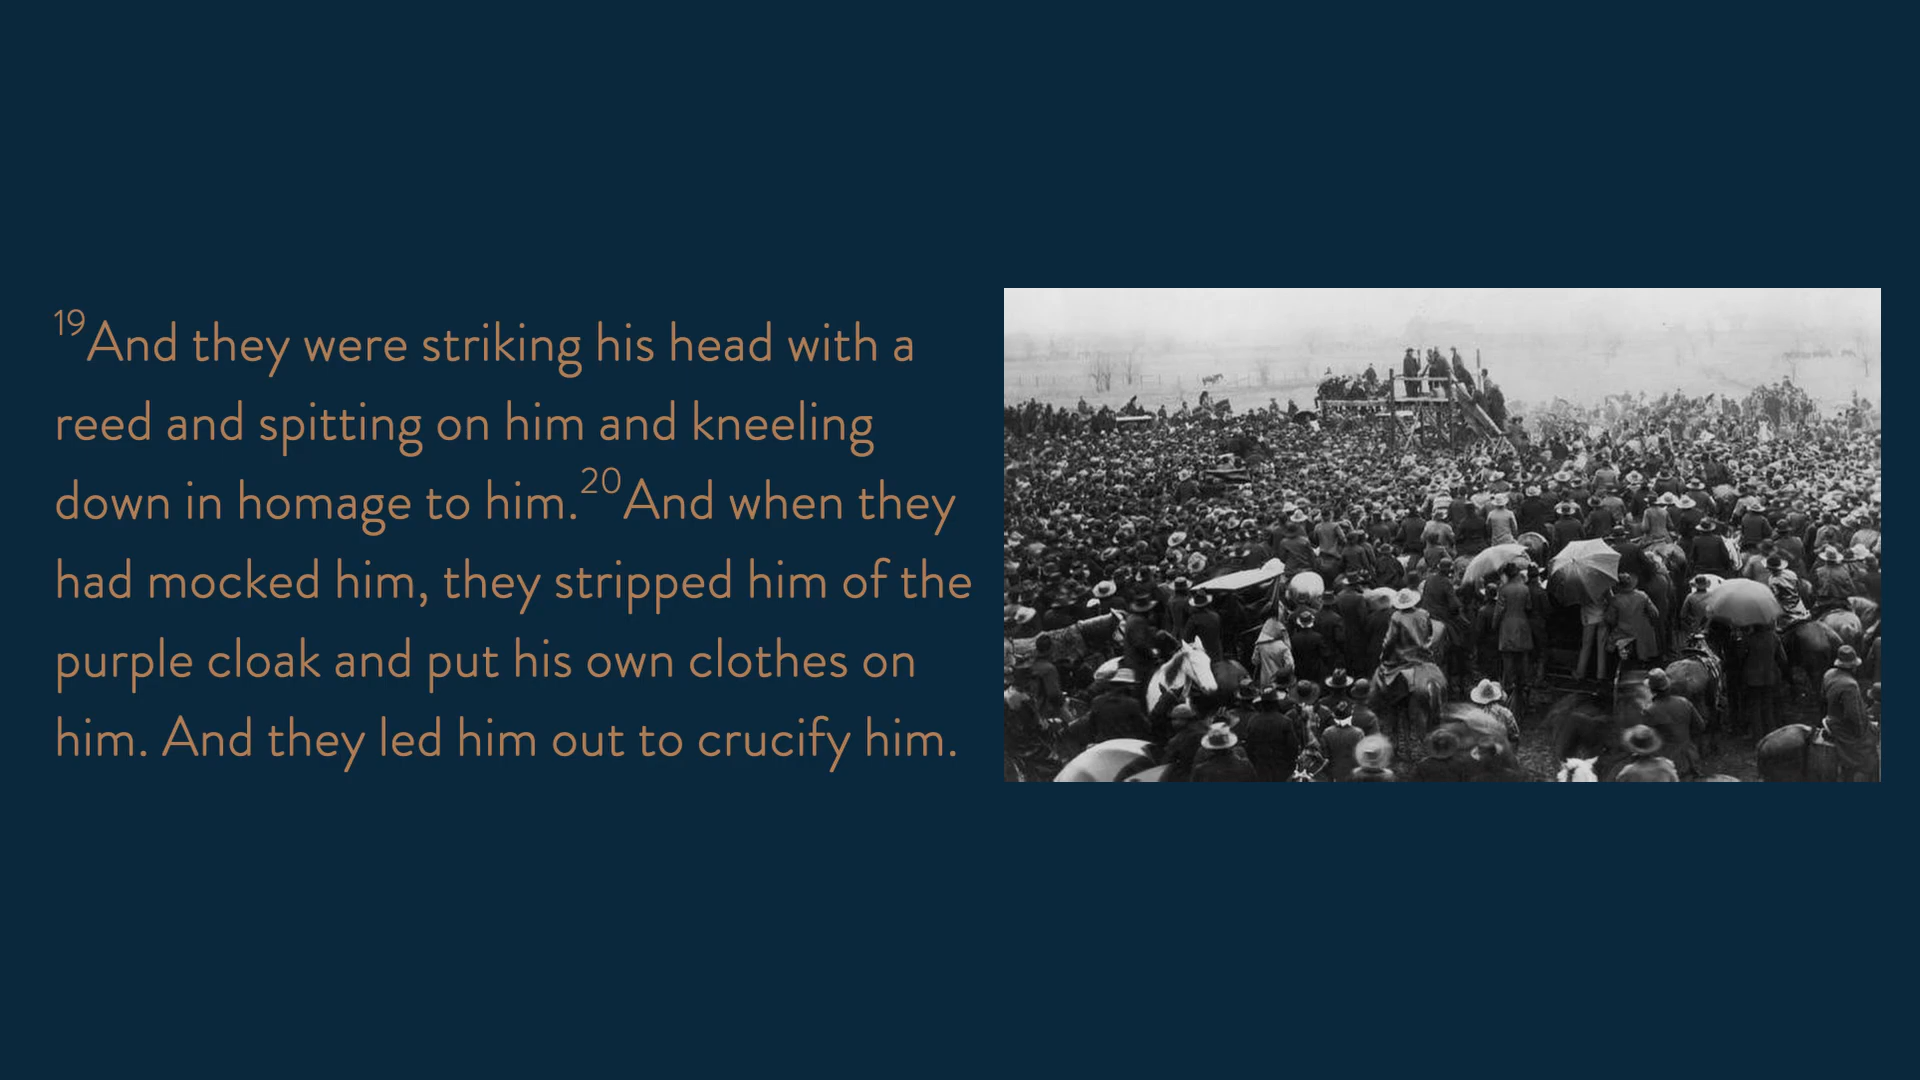 19And they were striking his head with a
reed and spitting on him and kneeling
down in homage to him.20And when they
had mocked him, they stripped him of the
purple cloak and put his own clothes on
him. And they led him out to crucify him.